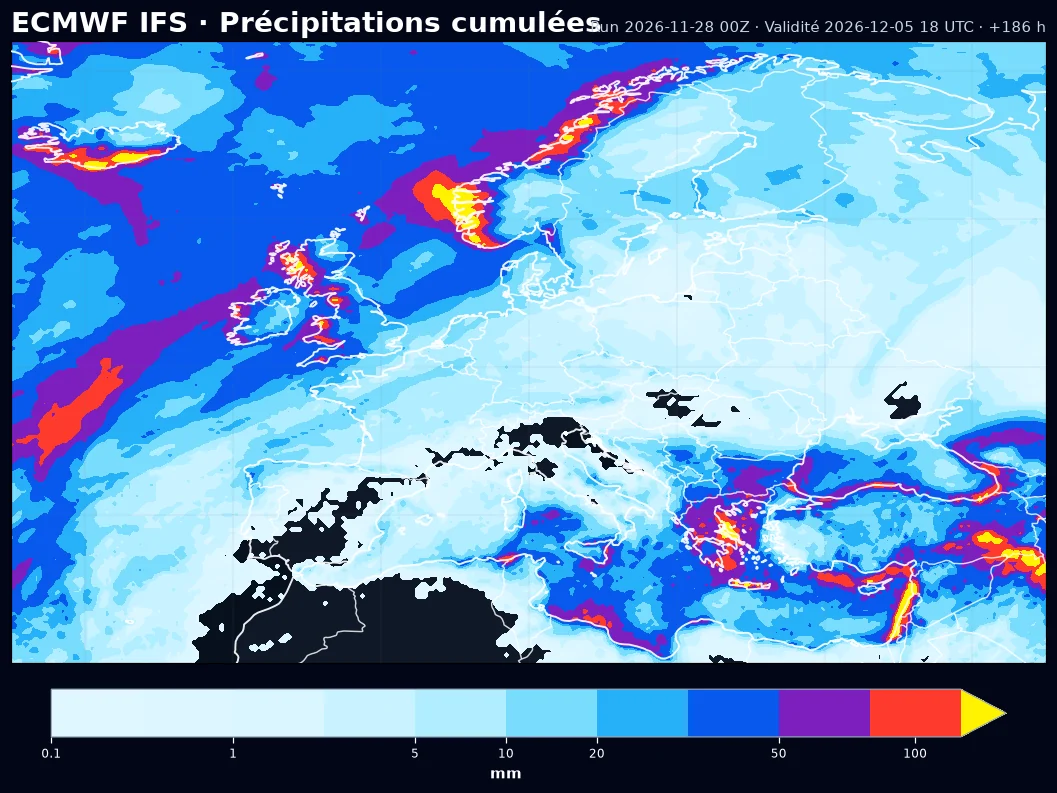 ECMWF IFS · Précipitations cumulées
Run 2026-11-28 00Z · Validité 2026-12-05 18 UTC · +186 h
0.1 1 5 10 20 50 100
mm